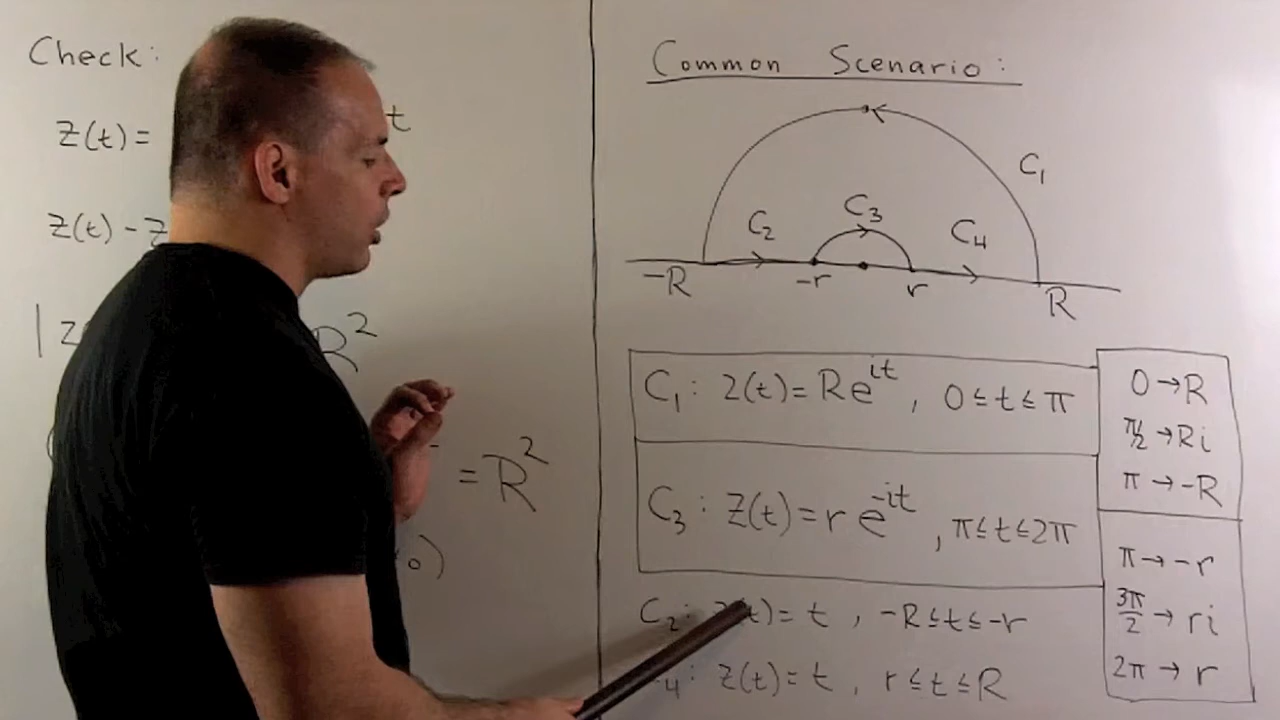 Check:
z(t) =
t
z(t) - z
| z
R²
= R²
o)
Common Scenario:
C₁
C₂
C₃
C₄
-R
-r
r
R
C₁: z(t) = Re^{it}, 0 ≤ t ≤ π
C₃: z(t) = r e^{-it}, π ≤ t ≤ 2π
C₂: z(t) = t, -R ≤ t ≤ -r
₄: z(t) = t, r ≤ t ≤ R
0 → R
π/2 → Ri
π → -R
π → -r
3π/2 → ri
2π → r